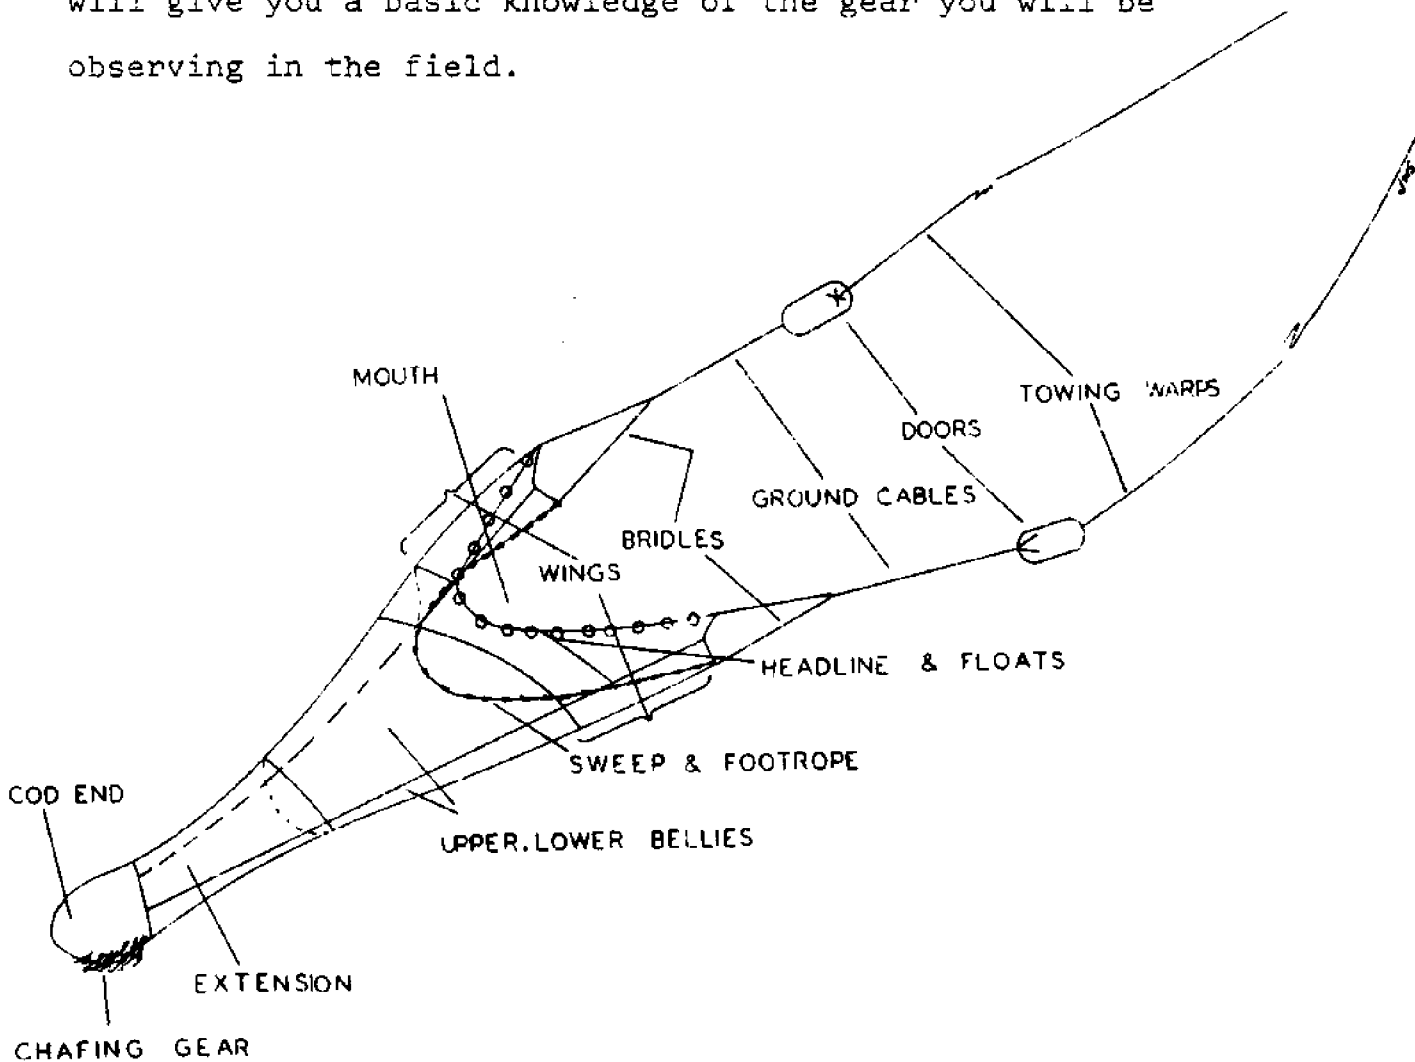 will give you a basic knowledge of the gear you will be
observing in the field.
MOUTH
TOWING WARPS
DOORS
GROUND CABLES
BRIDLES
WINGS
HEADLINE & FLOATS
SWEEP & FOOTROPE
COD END
UPPER.LOWER BELLIES
EXTENSION
CHAFING GEAR